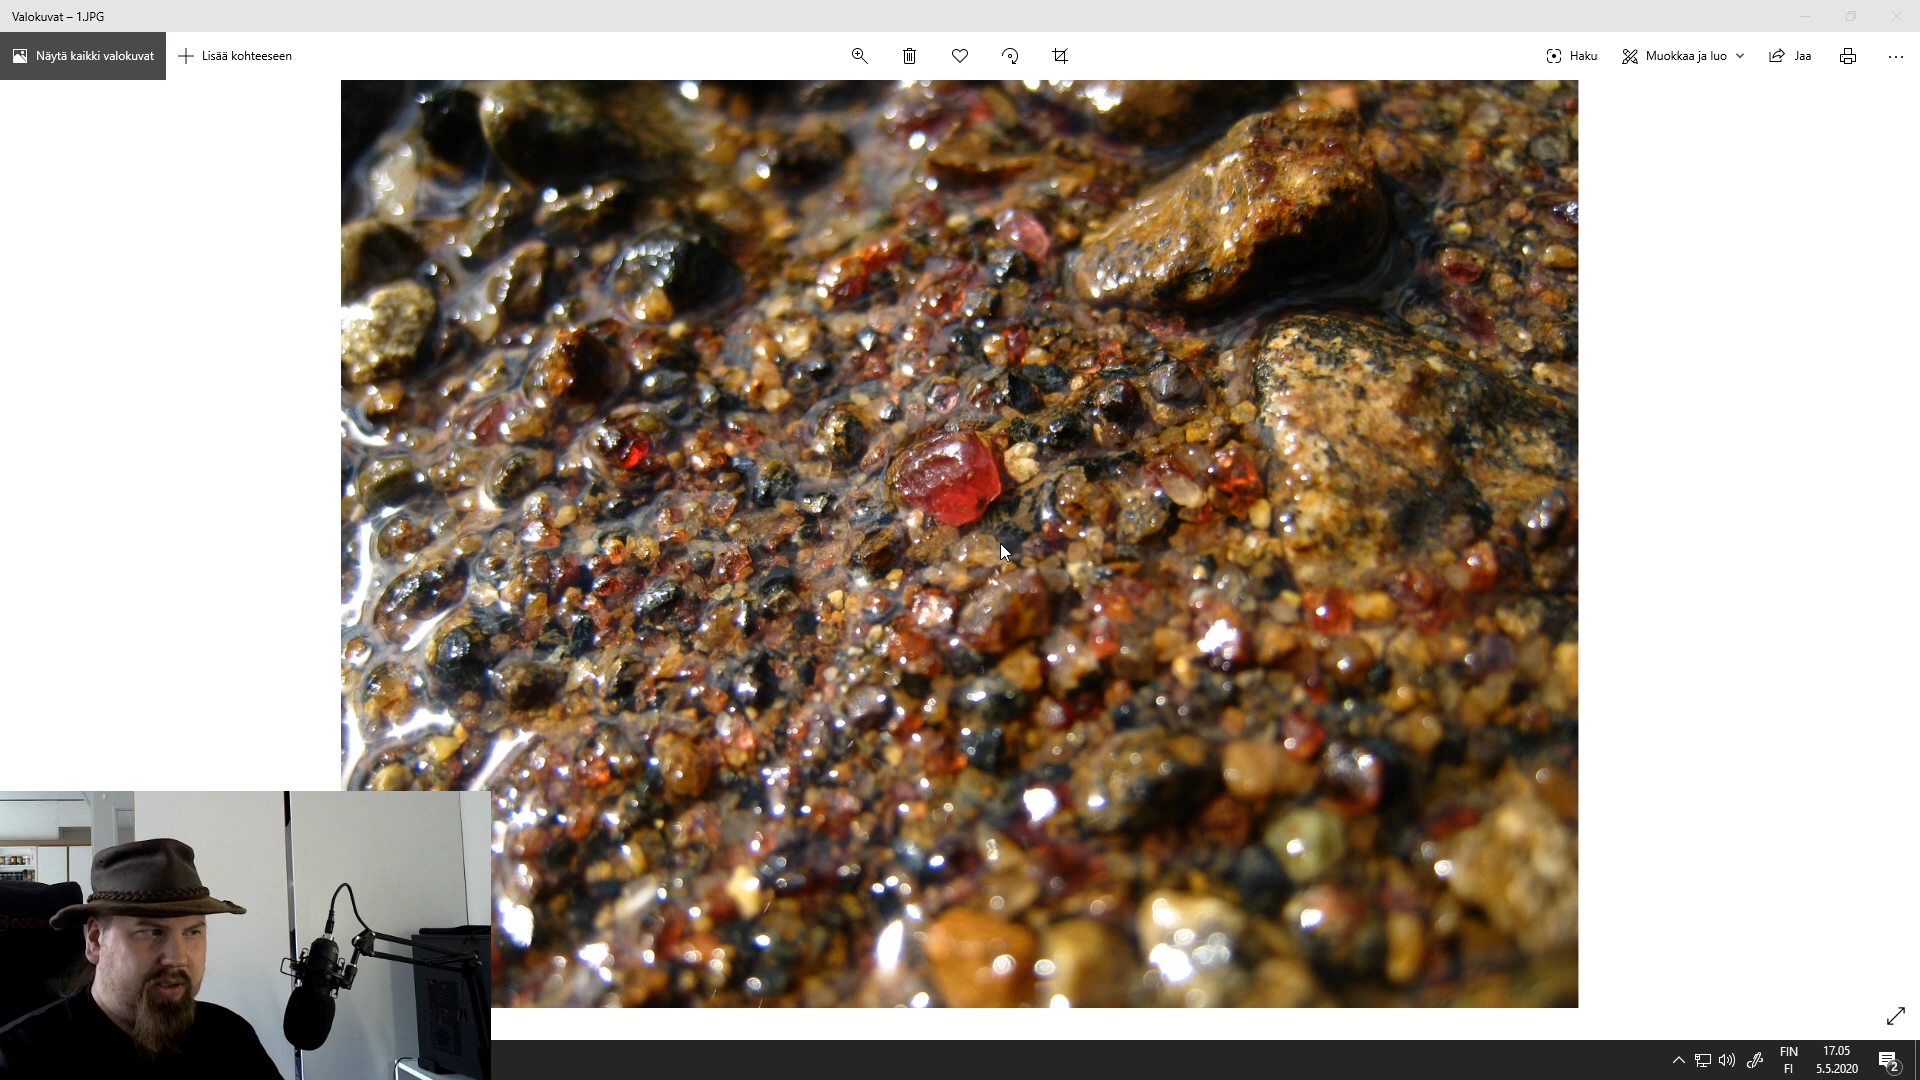 Valokuvat – 1.JPG
Näytä kaikki valokuvat
Lisää kohteeseen
Haku
Muokkaa ja luo
Jaa
FIN
FI
17.05
5.5.2020
2